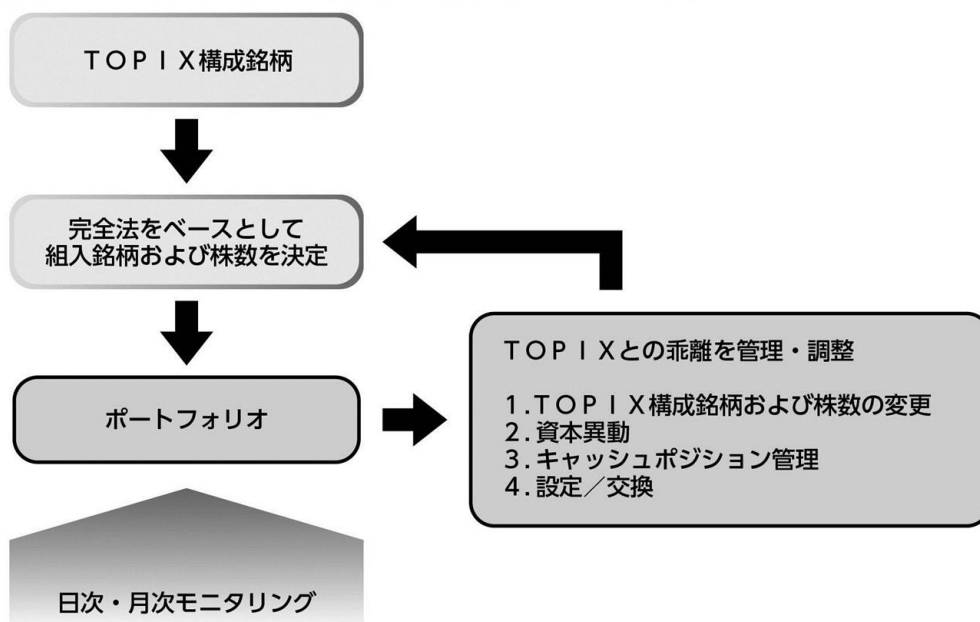 TOPIX構成銘柄
完全法をベースとして
組入銘柄および株数を決定
ポートフォリオ
TOPIXとの乖離を管理・調整
1.TOPIX構成銘柄および株数の変更
2.資本異動
3.キャッシュポジション管理
4.設定／交換
日次・月次モニタリング